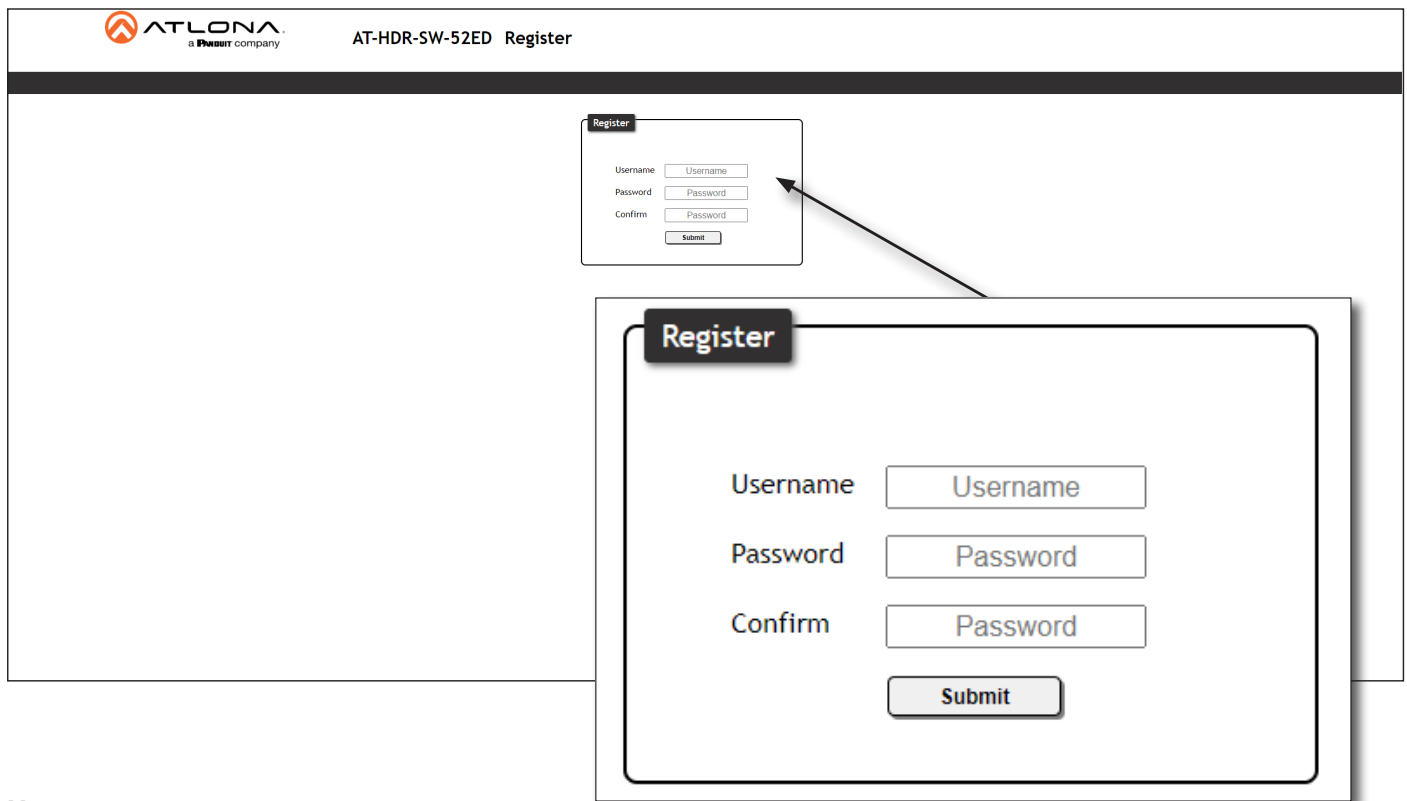 ATLONA.
a PANDUIT company
AT-HDR-SW-52ED Register
Register
Username Username
Password Password
Confirm Password
Submit
Register
Username Username
Password Password
Confirm Password
Submit